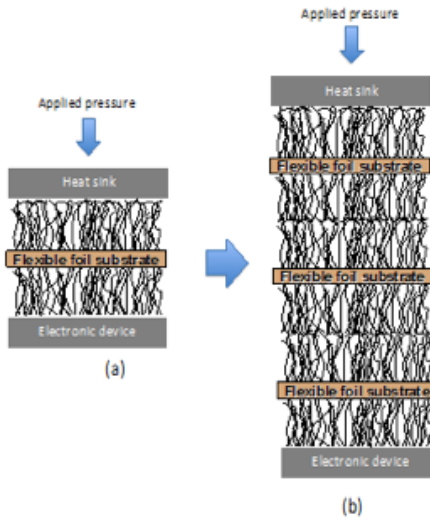 Applied pressure
Heat sink
Flexible foil substrate
Electronic device
(a)
Applied pressure
Heat sink
Flexible foil substrate
Flexible foil substrate
Flexible foil substrate
Electronic device
(b)